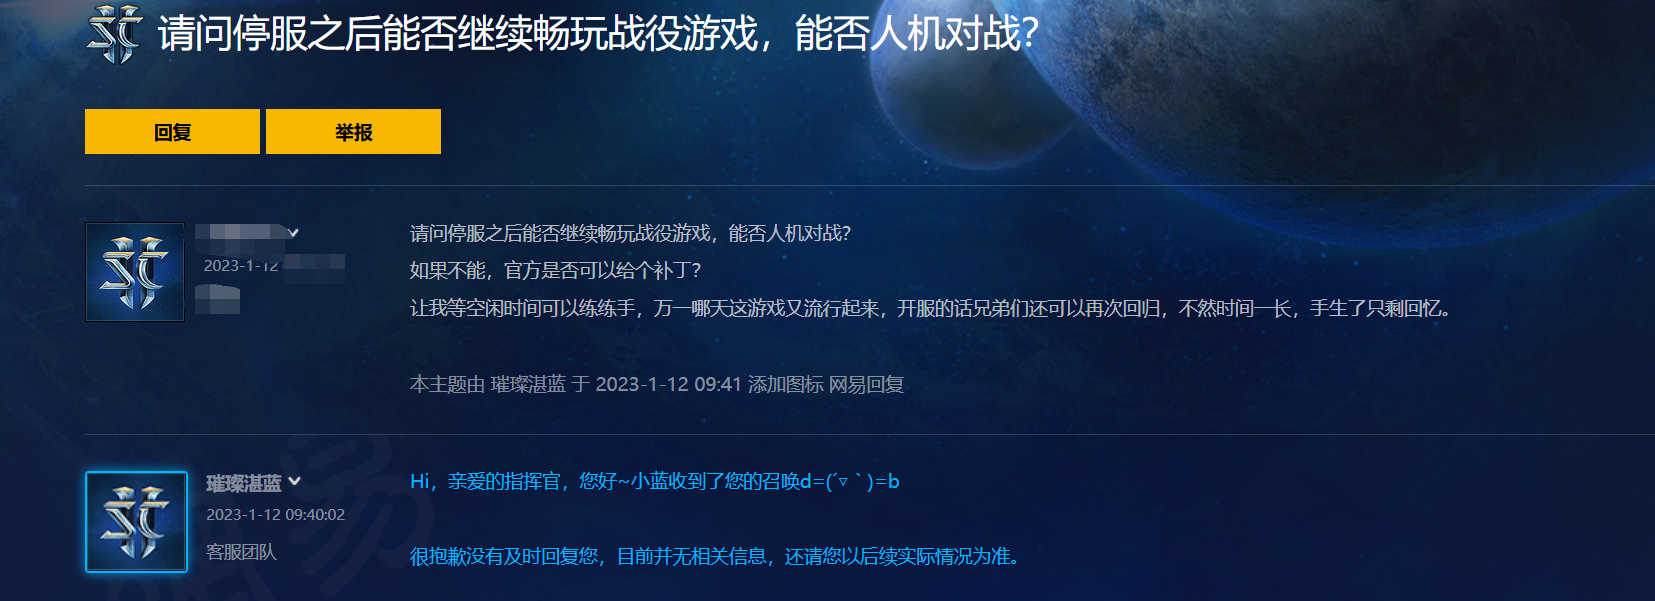 请问停服之后能否继续畅玩战役游戏，能否人机对战？
回复
举报
请问停服之后能否继续畅玩战役游戏，能否人机对战？
2023-1-12
如果不能，官方是否可以给个补丁？
让我等空闲时间可以练练手，万一哪天这游戏又流行起来，开服的话兄弟们还可以再次回归，不然时间一长，手生了只剩回忆。
本主题由 璀璨湛蓝 于 2023-1-12 09:41 添加图标 网易回复
璀璨湛蓝
2023-1-12 09:40:02
客服团队
Hi，亲爱的指挥官，您好~小蓝收到了您的召唤d=(´▽｀)=b
很抱歉没有及时回复您，目前并无相关信息，还请您以后续实际情况为准。